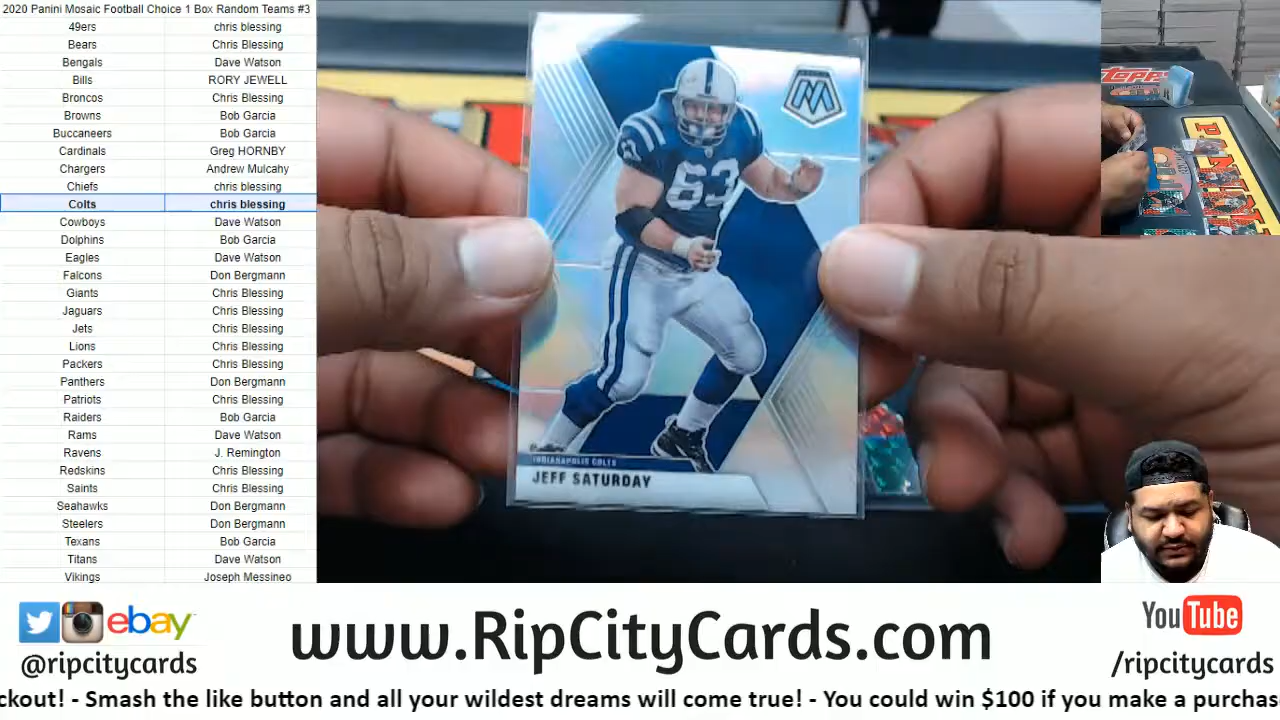 2020 Panini Mosaic Football Choice 1 Box Random Teams #3
49ers chris blessing
Bears Chris Blessing
Bengals Dave Watson
Bills RORY JEWELL
Broncos Chris Blessing
Browns Bob Garcia
Buccaneers Bob Garcia
Cardinals Greg HORNBY
Chargers Andrew Mulcahy
Chiefs chris blessing
Colts chris blessing
Cowboys Dave Watson
Dolphins Bob Garcia
Eagles Dave Watson
Falcons Don Bergmann
Giants Chris Blessing
Jaguars Chris Blessing
Jets Chris Blessing
Lions Chris Blessing
Packers Chris Blessing
Panthers Don Bergmann
Patriots Chris Blessing
Raiders Bob Garcia
Rams Dave Watson
Ravens J. Remington
Redskins Chris Blessing
Saints Chris Blessing
Seahawks Don Bergmann
Steelers Don Bergmann
Texans Bob Garcia
Titans Dave Watson
Vikings Joseph Messineo
63
INDIANAPOLIS COLTS
JEFF SATURDAY
TOPPS
PANINI
ebay
@ripcitycards
www.RipCityCards.com
YouTube
/ripcitycards
ckout! - Smash the like button and all your wildest dreams will come true! - You could win $100 if you make a purchas